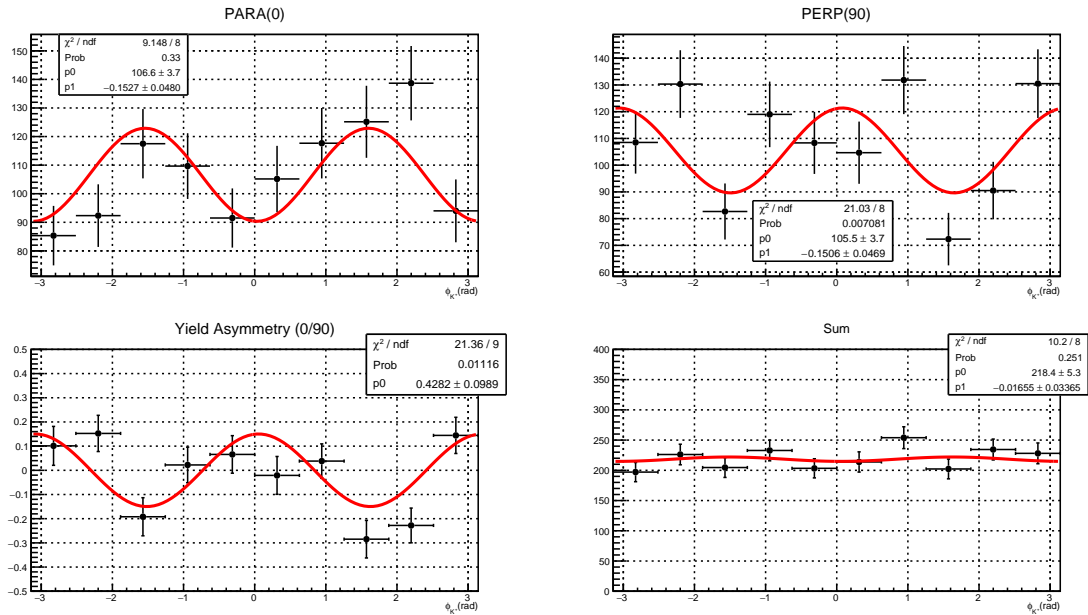 PARA(0)
χ² / ndf 9.148 / 8
Prob 0.33
p0 106.6 ± 3.7
p1 −0.1527 ± 0.0480
150
140
130
120
110
100
90
80
−3 −2 −1 0 1 2 3
ϕK⁺(rad)
PERP(90)
140
130
120
110
100
90
80
70
60
χ² / ndf 21.03 / 8
Prob 0.007081
p0 105.5 ± 3.7
p1 −0.1506 ± 0.0469
−3 −2 −1 0 1 2 3
ϕK⁺(rad)
Yield Asymmetry (0/90)
χ² / ndf 21.36 / 9
Prob 0.01116
p0 0.4282 ± 0.0989
0.5
0.4
0.3
0.2
0.1
0
−0.1
−0.2
−0.3
−0.4
−0.5
−3 −2 −1 0 1 2 3
ϕK⁺(rad)
Sum
χ² / ndf 10.2 / 8
Prob 0.251
p0 218.4 ± 5.3
p1 −0.01655 ± 0.03365
400
350
300
250
200
150
100
50
0
−3 −2 −1 0 1 2 3
ϕK⁺(rad)